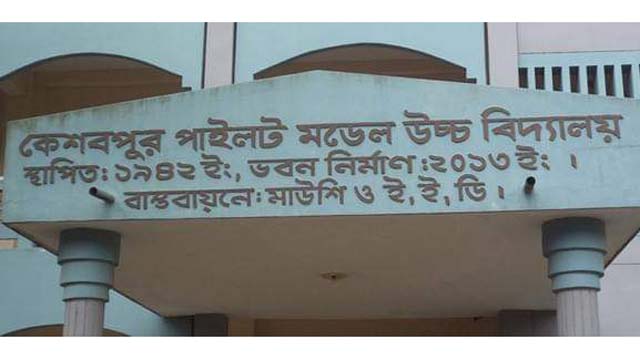 কেশবপুর পাইলট মডেল উচ্চ বিদ্যালয়
স্থাপিত: ১৯৪২ ইং, ভবন নির্মাণ : ২০১৩ ইং ।
বাস্তবায়নে: মাউশি ও ই, ই, ডি ।